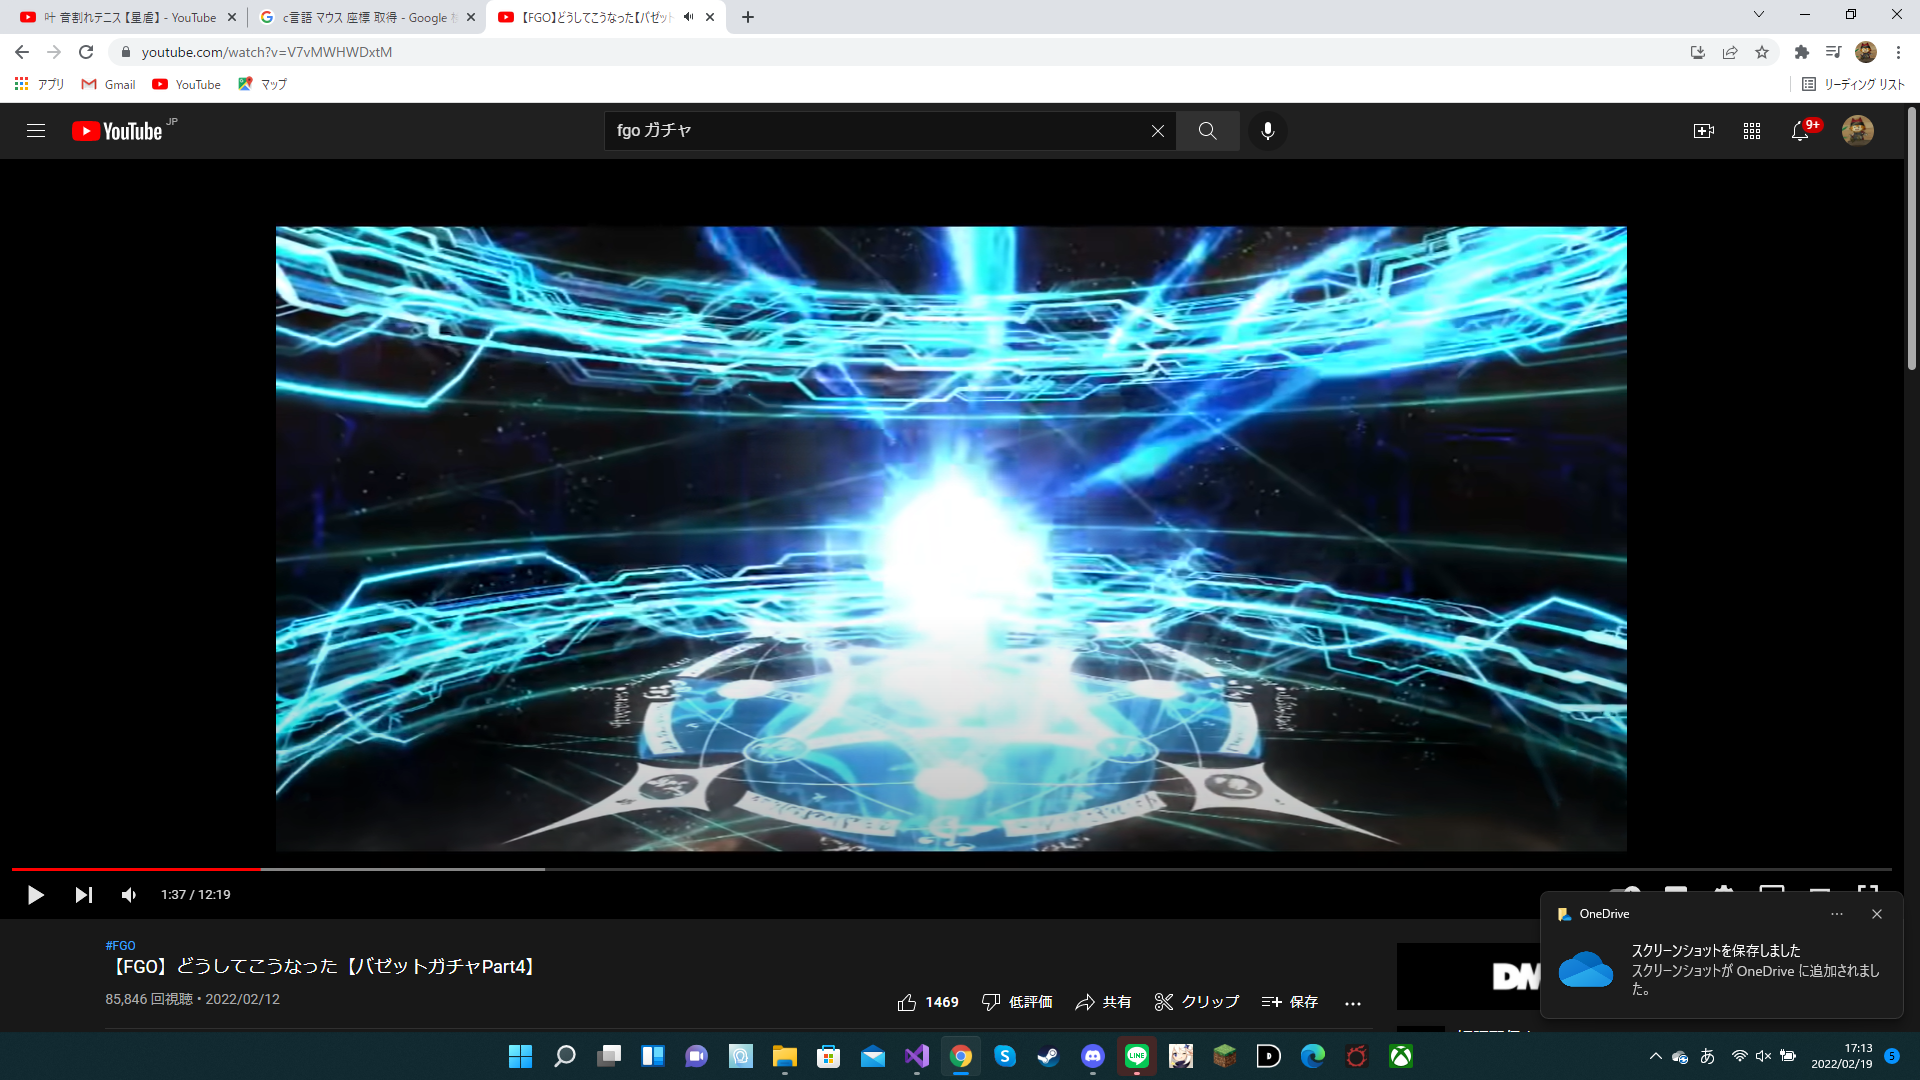 叶 音割れテニス【星虐】 - YouTube
c言語 マウス 座標 取得 - Google
【FGO】どうしてこうなった【バゼット
youtube.com/watch?v=V7vMWHWDxtM
アプリ
Gmail
YouTube
マップ
リーディング リスト
YouTube JP
fgo ガチャ
9+
1:37 / 12:19
#FGO
【FGO】どうしてこうなった【バゼットガチャPart4】
85,846 回視聴・2022/02/12
1469
低評価
共有
クリップ
保存
DM
OneDrive
スクリーンショットを保存しました
スクリーンショットが OneDrive に追加されまし
た。
LINE
あ
17:13
2022/02/19
5